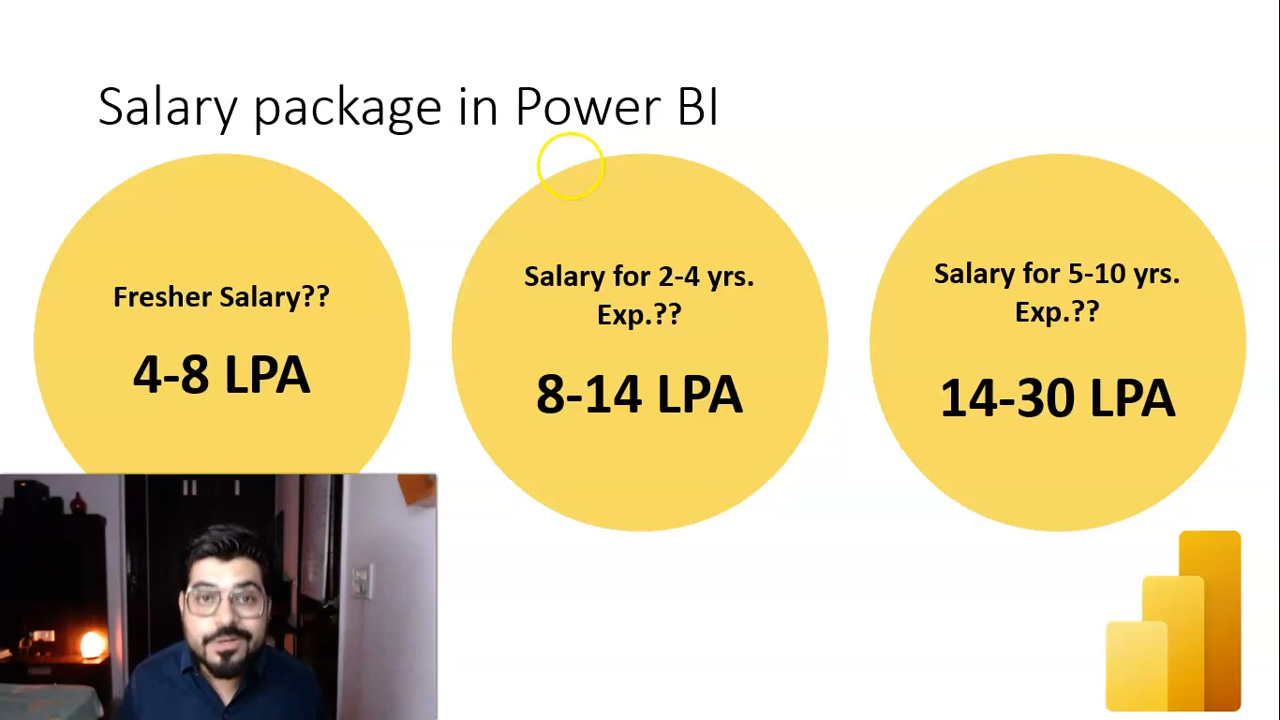 Salary package in Power BI
Fresher Salary??
4-8 LPA
Salary for 2-4 yrs.
Exp.??
8-14 LPA
Salary for 5-10 yrs.
Exp.??
14-30 LPA